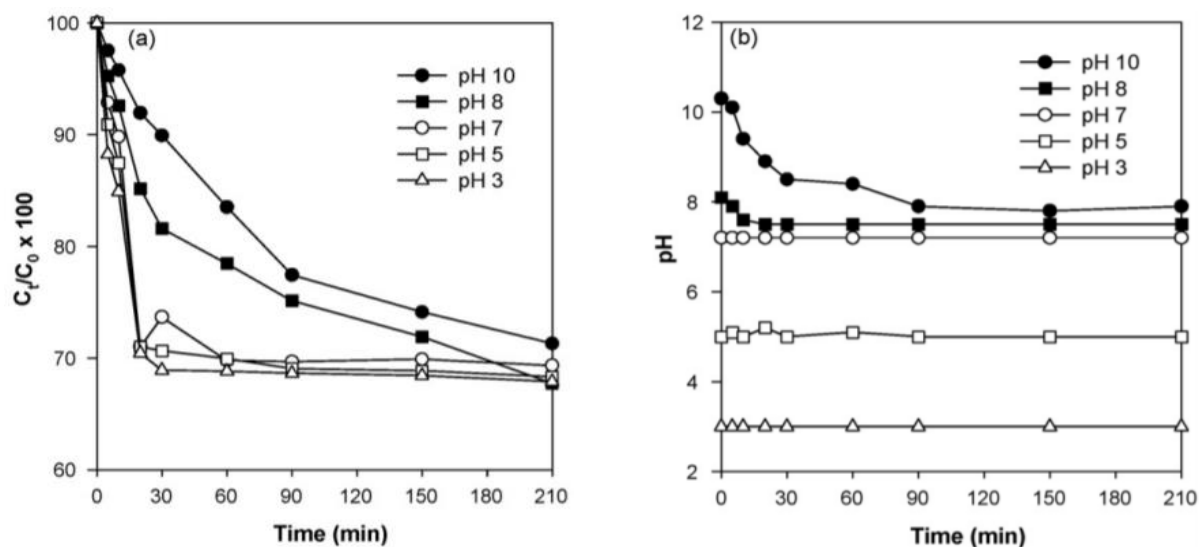 (a)
pH 10
pH 8
pH 7
pH 5
pH 3
100
90
80
70
60
Cₜ/C₀ x 100
0 30 60 90 120 150 180 210
Time (min)
(b)
pH 10
pH 8
pH 7
pH 5
pH 3
12
10
8
6
4
2
pH
0 30 60 90 120 150 180 210
Time (min)